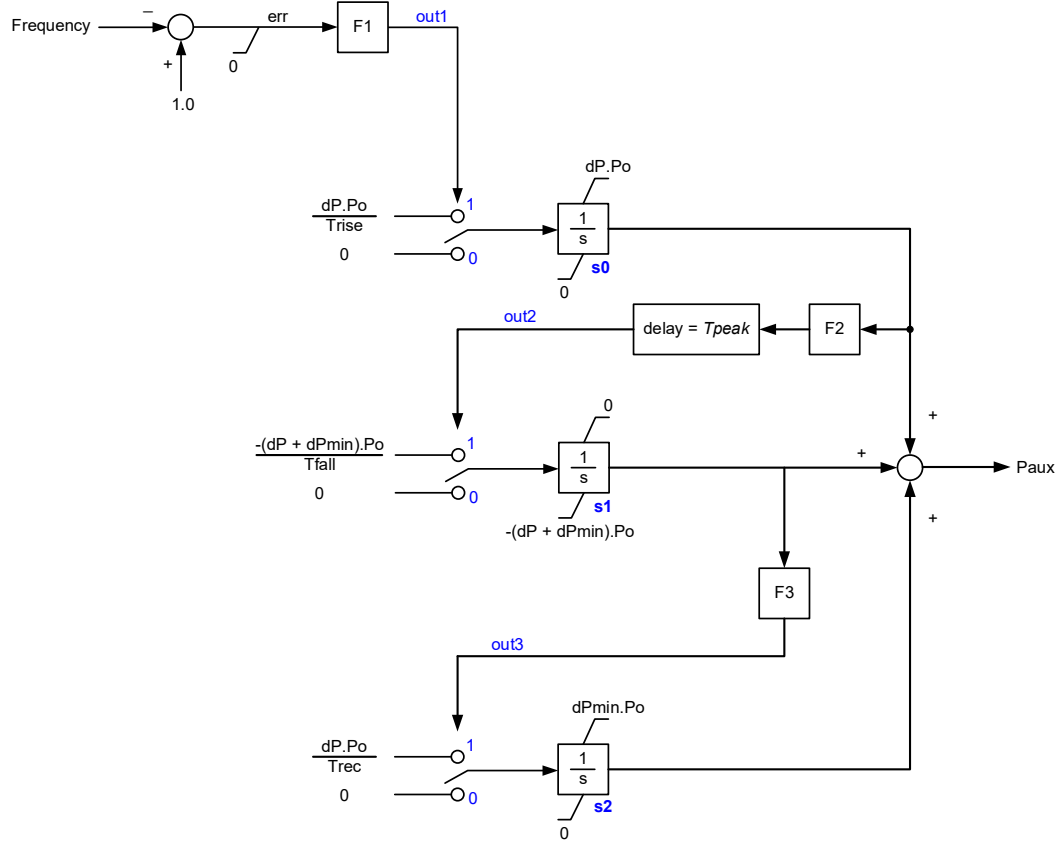 −
err
F1
out1
Frequency
0
+
1.0
dP.Po
dP.Po
Trise
1
1
s
0
0
s0
0
out2
delay = Tpeak
F2
0
+
-(dP + dPmin).Po
Tfall
1
1
s
+
Paux
0
0
s1
-(dP + dPmin).Po
+
F3
out3
dPmin.Po
dP.Po
Trec
1
1
s
0
0
s2
0